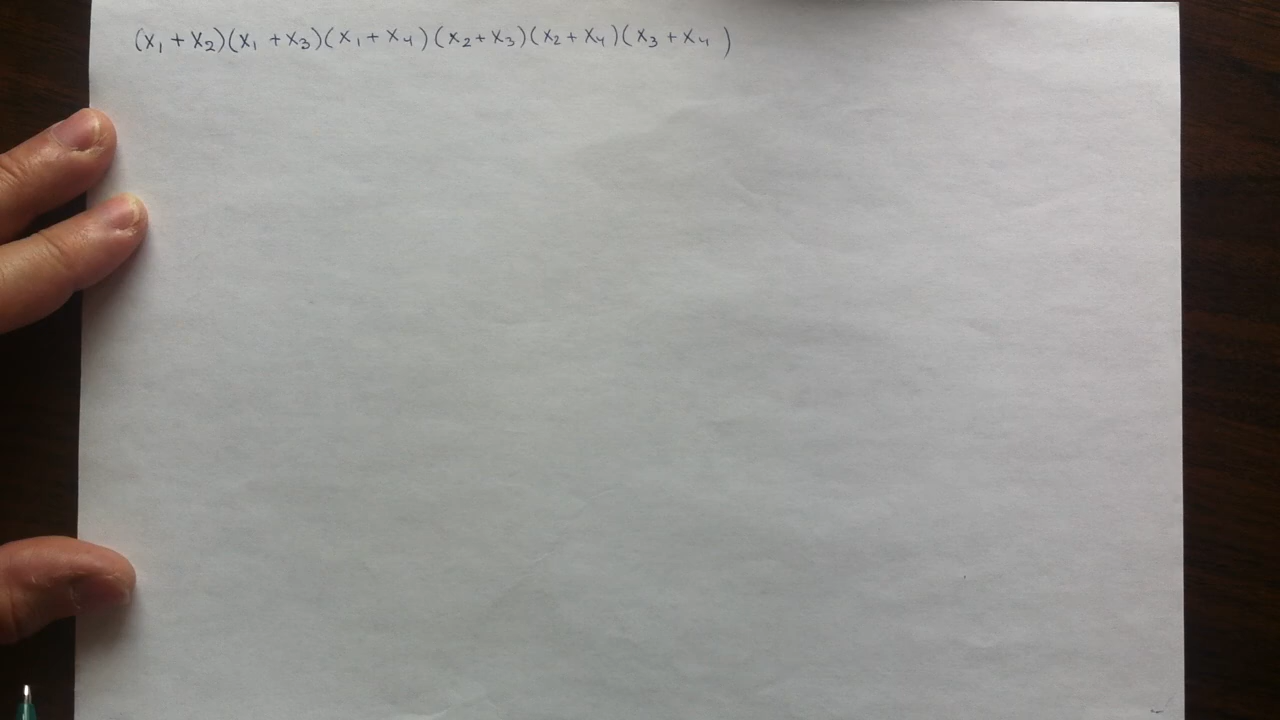 (x₁ + x₂)(x₁ + x₃)(x₁ + x₄)(x₂ + x₃)(x₂ + x₄)(x₃ + x₄)